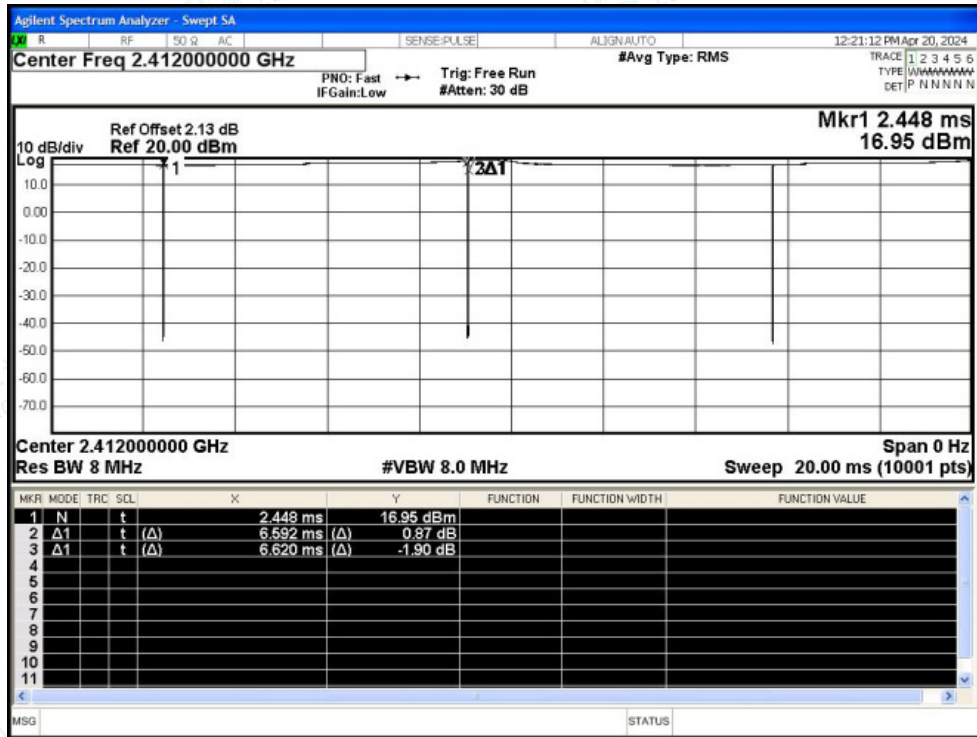 Agilent Spectrum Analyzer - Swept SA
LXI R RF 50 Ω AC SENSE:PULSE ALIGNAUTO 12:21:12 PM Apr 20, 2024
Center Freq 2.412000000 GHz #Avg Type: RMS TRACE 1 2 3 4 5 6
PNO: Fast Trig: Free Run TYPE WWWWWW
IFGain:Low #Atten: 30 dB DET P N N N N N
Mkr1 2.448 ms
Ref Offset 2.13 dB
10 dB/div Ref 20.00 dBm 16.95 dBm
Log
1 2Δ1
10.0
0.00
-10.0
-20.0
-30.0
-40.0
-50.0
-60.0
-70.0
Center 2.412000000 GHz Span 0 Hz
Res BW 8 MHz #VBW 8.0 MHz Sweep 20.00 ms (10001 pts)
MKR MODE TRC SCL X Y FUNCTION FUNCTION WIDTH FUNCTION VALUE
1 N t 2.448 ms 16.95 dBm
2 Δ1 t (Δ) 6.592 ms (Δ) 0.87 dB
3 Δ1 t (Δ) 6.620 ms (Δ) -1.90 dB
4
5
6
7
8
9
10
11
MSG STATUS